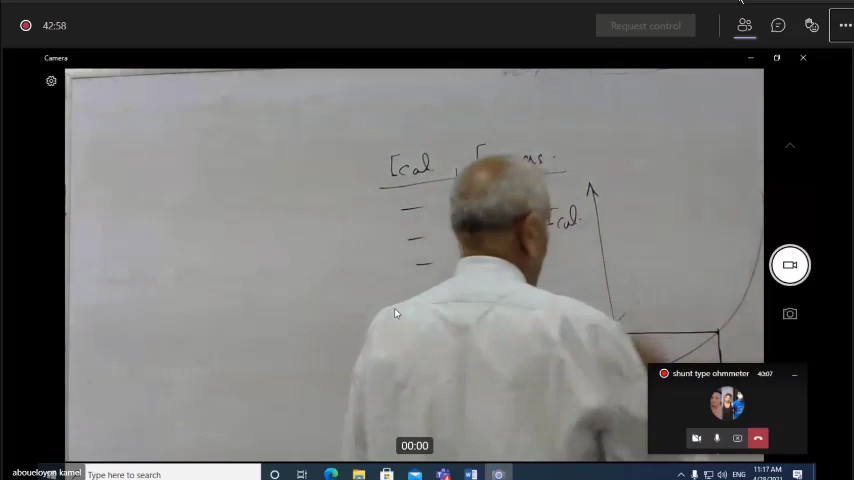 42:58
Request control
Camera
Ical
Ical.
shunt type ohmmeter 40:07
00:00
aboueloyon kamel
Type here to search
ENG
11:17 AM